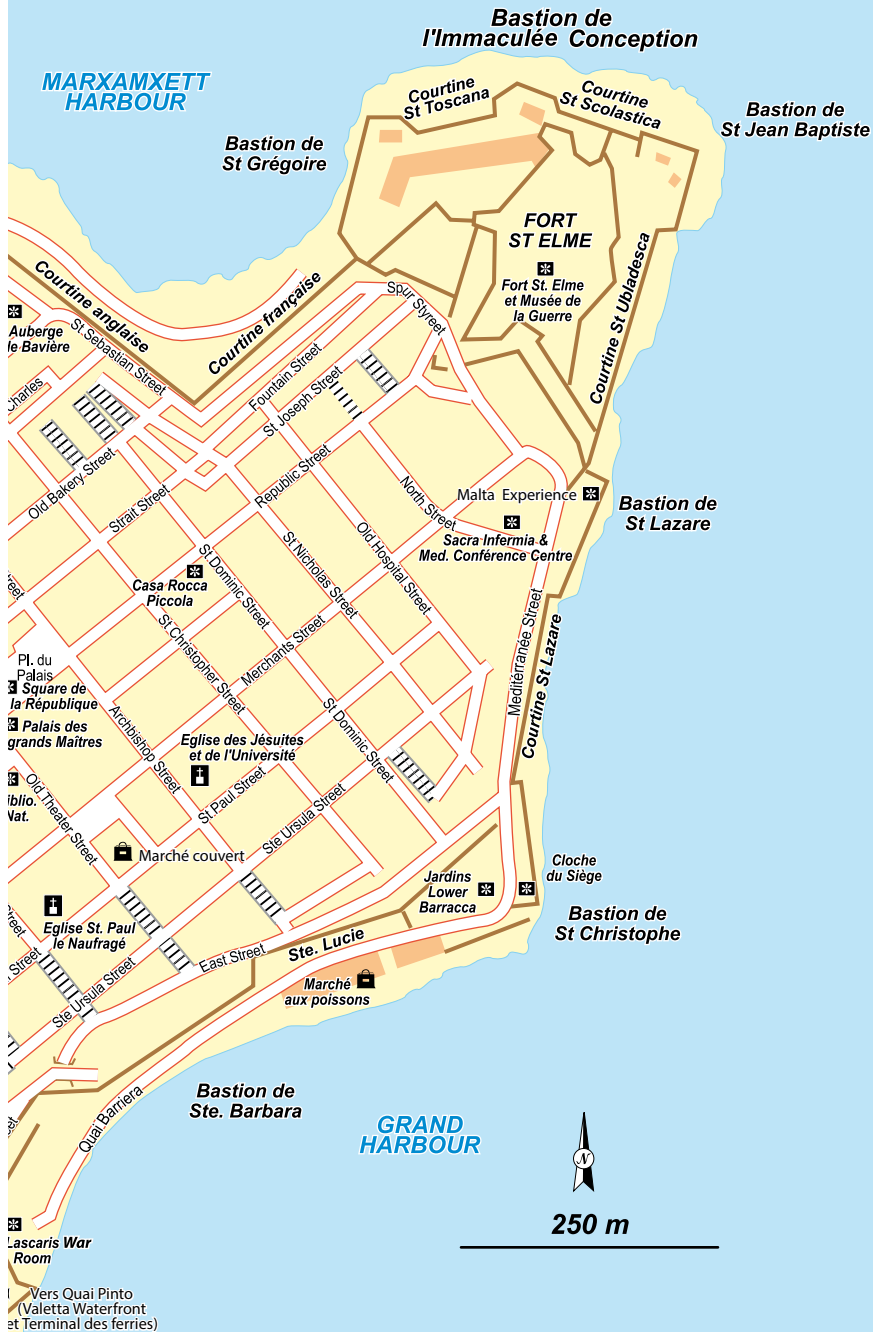 Bastion de
l'Immaculée Conception
MARXAMXETT
HARBOUR
Courtine
St Toscana
Courtine
St Scolastica
Bastion de
St Jean Baptiste
Bastion de
St Grégoire
FORT
ST ELME
Fort St. Elme
et Musée de
la Guerre
Courtine St Ubladesca
Courtine anglaise
Courtine française
Spur Styreet
Auberge
de Bavière
St. Sebastian Street
Charles
Fountain Street
St Joseph Street
Old Bakery Street
Strait Street
Republic Street
North Street
Malta Experience
Bastion de
St Lazare
Sacra Infermia &
Med. Conférence Centre
Old Hospital Street
St Nicholas Street
St Dominic Street
Casa Rocca
Piccola
St Christopher Street
Merchants Street
Mediterranée Street
Courtine St Lazare
Pl. du
Palais
Square de
la République
Palais des
grands Maîtres
Archbishop Street
St Dominic Street
Eglise des Jésuites
et de l'Université
Biblio.
Nat.
Old Theater Street
St Paul Street
Ste Ursula Street
Marché couvert
Jardins
Lower
Barracca
Cloche
du Siège
Bastion de
St Christophe
Eglise St. Paul
le Naufragé
Street
Street
East Street
Ste. Lucie
Marché
aux poissons
Ste Ursula Street
Bastion de
Ste. Barbara
Quai Barriera
GRAND
HARBOUR
N
250 m
Lascaris War
Room
Vers Quai Pinto
(Valetta Waterfront
et Terminal des ferries)